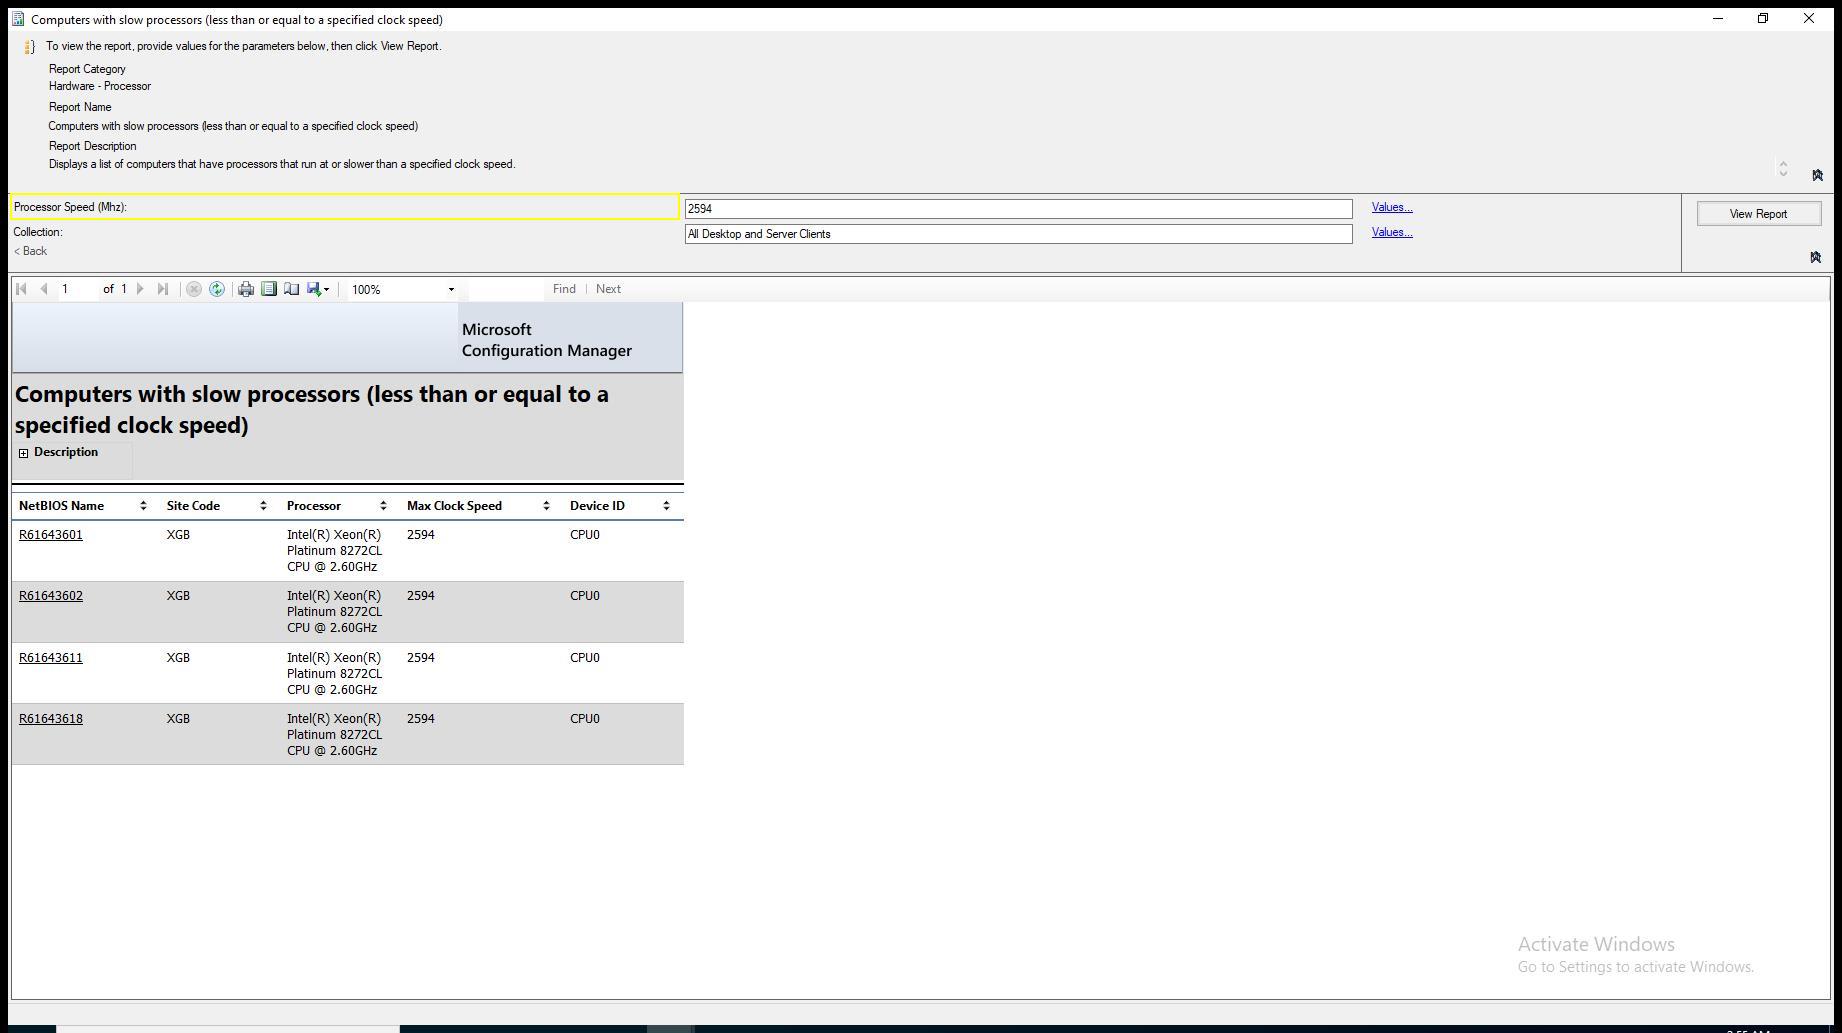 Computers with slow processors (less than or equal to a specified clock speed)
To view the report, provide values for the parameters below, then click View Report.
Report Category
Hardware - Processor
Report Name
Computers with slow processors (less than or equal to a specified clock speed)
Report Description
Displays a list of computers that have processors that run at or slower than a specified clock speed.
Processor Speed (Mhz): 2594 Values... View Report
Collection: All Desktop and Server Clients Values...
< Back
1 of 1 100% Find Next
Microsoft
Configuration Manager
Computers with slow processors (less than or equal to a
specified clock speed)
Description
NetBIOS Name Site Code Processor Max Clock Speed Device ID
R61643601 XGB Intel(R) Xeon(R) 2594 CPU0
Platinum 8272CL
CPU @ 2.60GHz
R61643602 XGB Intel(R) Xeon(R) 2594 CPU0
Platinum 8272CL
CPU @ 2.60GHz
R61643611 XGB Intel(R) Xeon(R) 2594 CPU0
Platinum 8272CL
CPU @ 2.60GHz
R61643618 XGB Intel(R) Xeon(R) 2594 CPU0
Platinum 8272CL
CPU @ 2.60GHz
Activate Windows
Go to Settings to activate Windows.